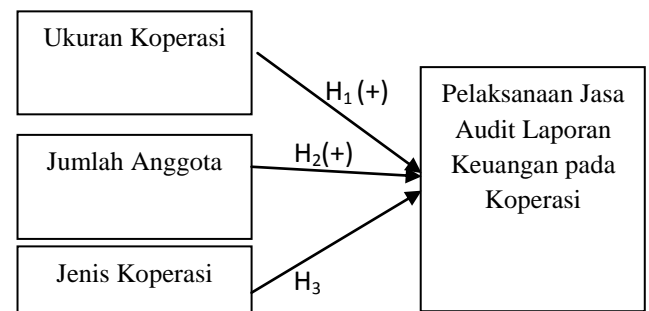 Ukuran Koperasi
H₁ (+)
Pelaksanaan Jasa
Audit Laporan
Keuangan pada
Koperasi
Jumlah Anggota
H₂(+)
Jenis Koperasi
H₃